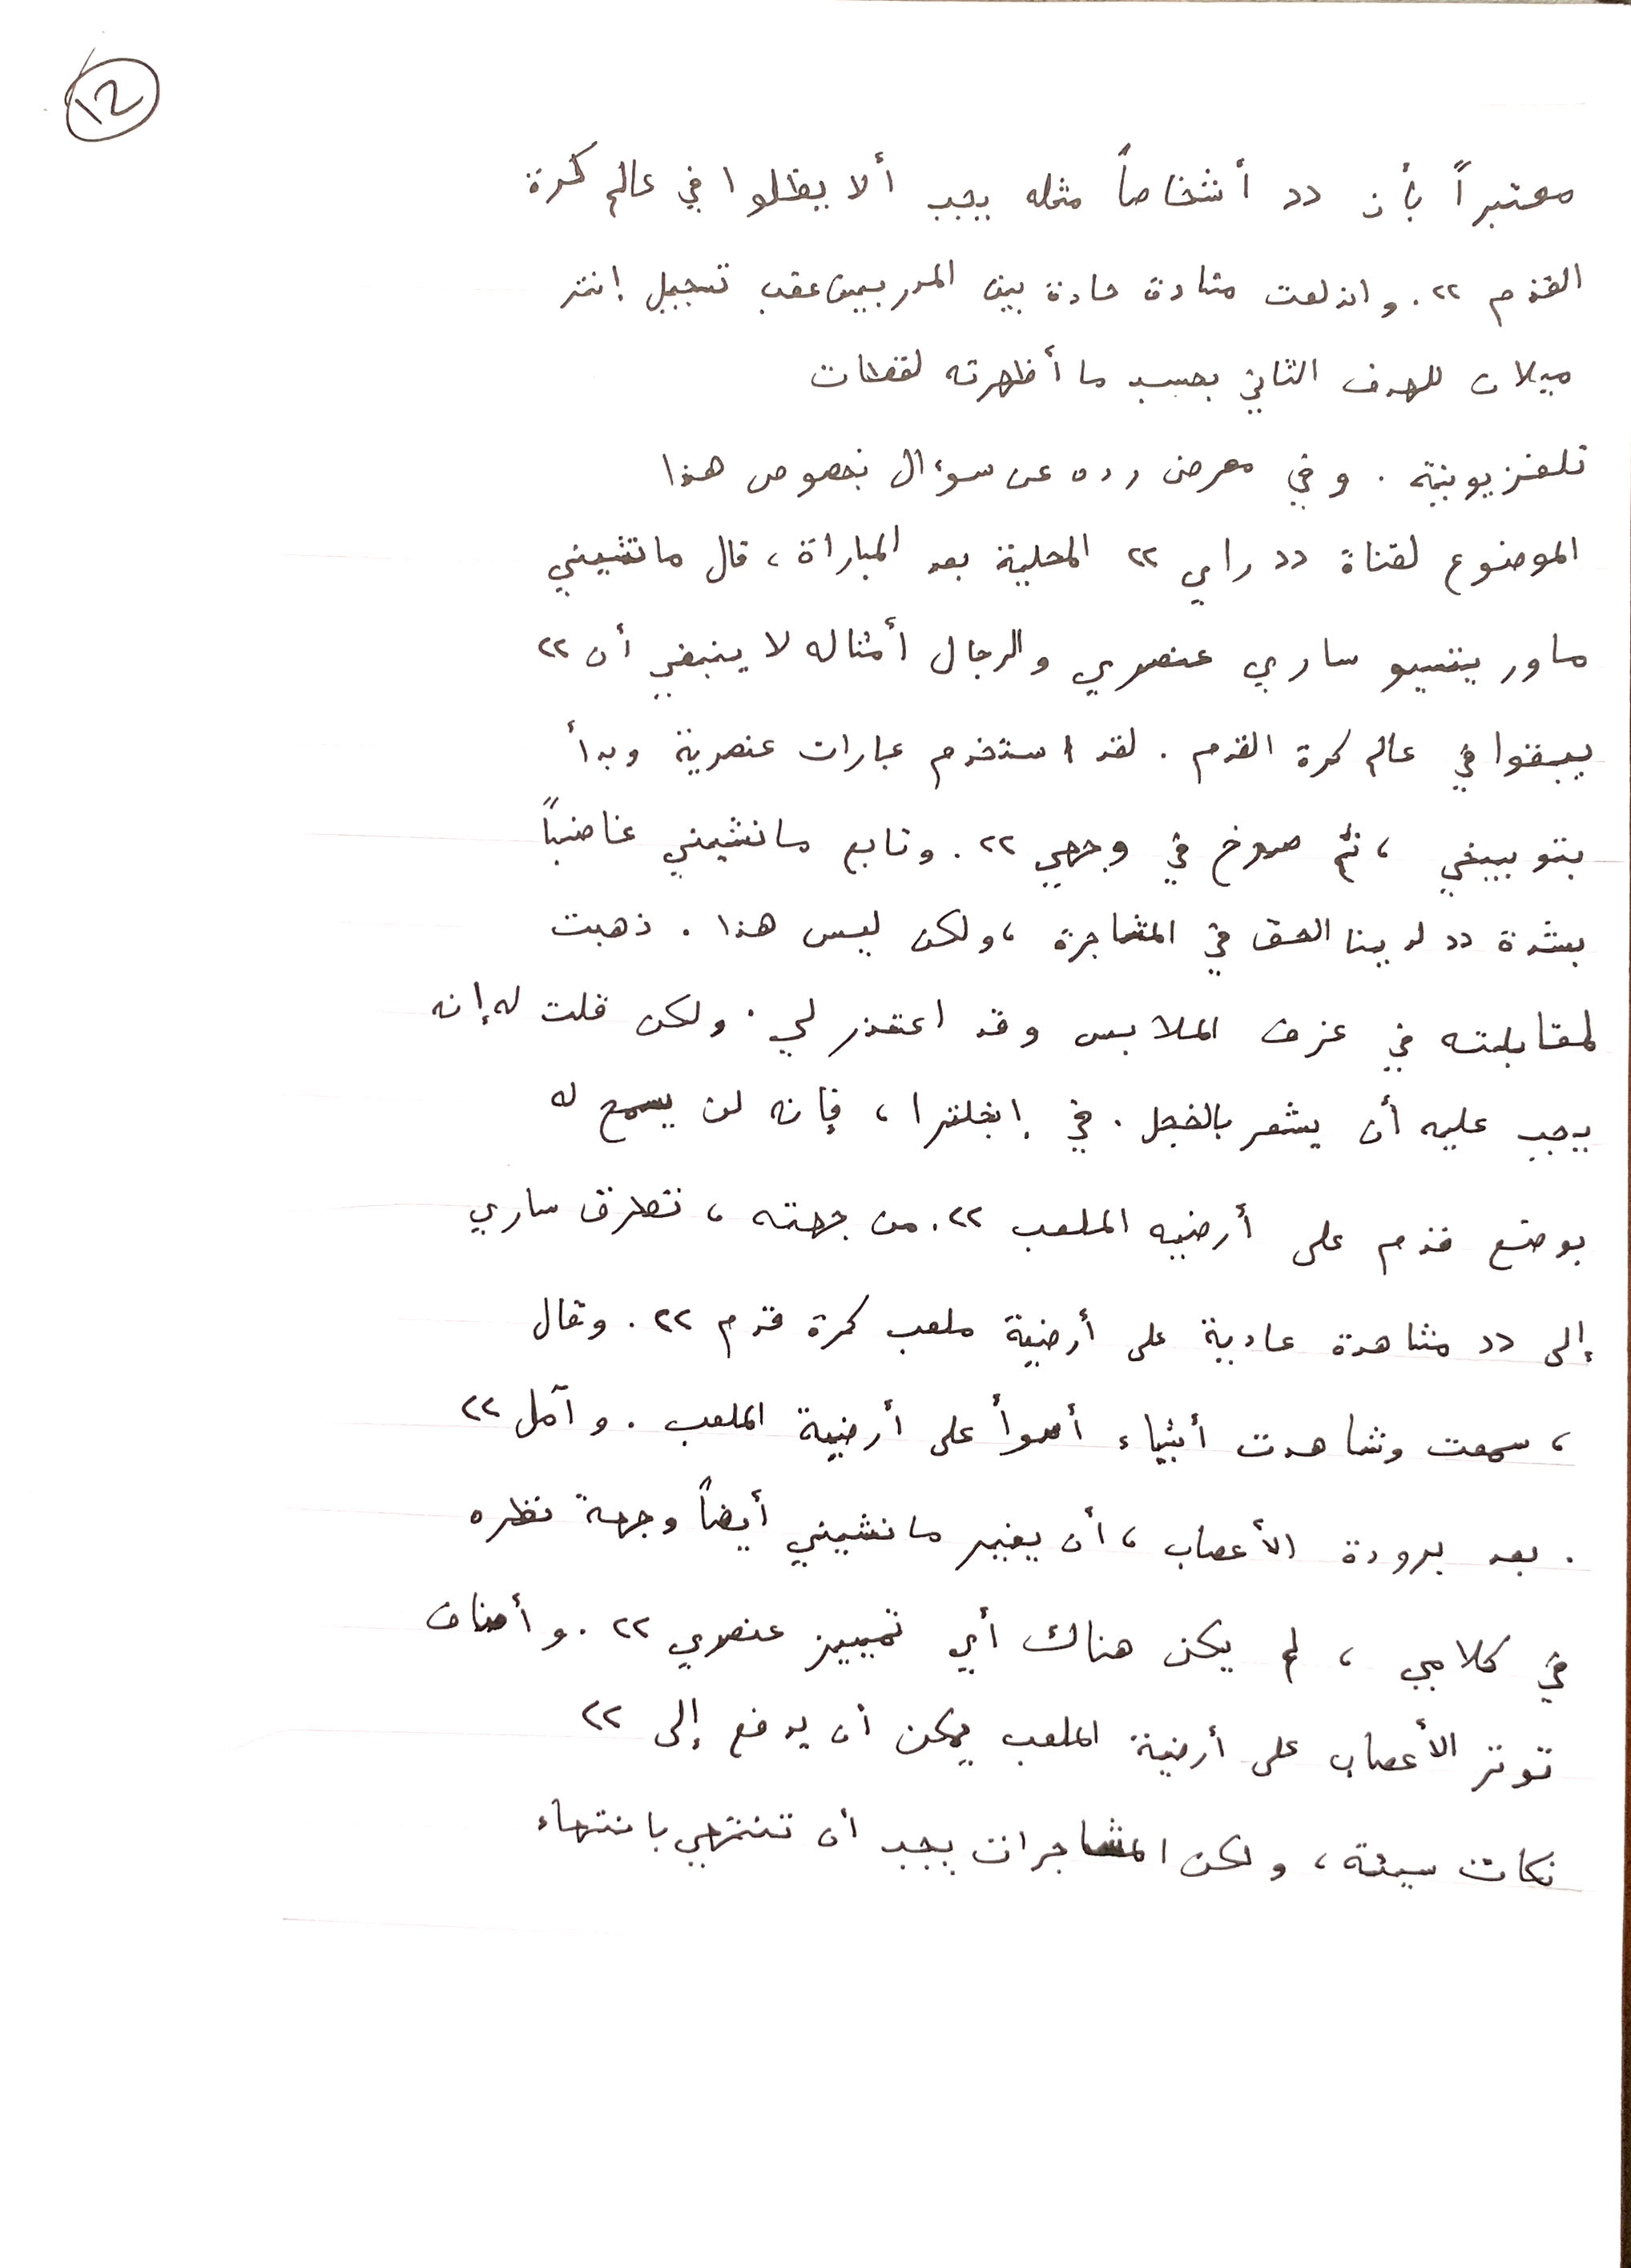 ١٢
معتبراً بأن "أشخاصاً مثله يجب ألا يظلوا في عالم كرة
القدم". واندلعت مشادة حادة بين المدربين عقب تسجيل إنتر
ميلان للهدف الثاني بحسب ما أظهرته لقطات
تلفزيونية. وفي معرض رده عن سؤال بخصوص هذا
الموضوع لقناة "راي" المحلية بعد المباراة، قال مانشيني
ماوريتسيو ساري عنصري والرجال أمثاله لا ينبغي أن "
يبقوا في عالم كرة القدم. لقد استخدم عبارات عنصرية وبدأ
بتوبيخي، ثم صرخ في وجهي". وتابع مانشيني غاضباً
بشدة "لدينا الحق في المشاجرة، ولكن ليس هذا. ذهبت
لمقابلته في غرف الملابس وقد اعتذر لي. ولكن قلت له إنه
يجب عليه أن يشعر بالخجل. في إنجلترا، فإنه لن يسمح له
بوضع قدم على أرضيه الملعب". من جهته، تطرق ساري
إلى "مشاهدة عادية على أرضية ملعب كرة قدم". وقال
، سمعت وشاهدت أشياء أسوأ على أرضية الملعب. وآمل "
. بعد برودة الأعصاب، أن يغير مانشيني أيضاً وجهة نظره
في كلامي، لم يكن هناك أي تمييز عنصري". وأضاف
توتر الأعصاب على أرضية الملعب يمكن أن يدفع إلى "
نكات سيئة، ولكن المشاجرات يجب أن تنتهي بانتهاء